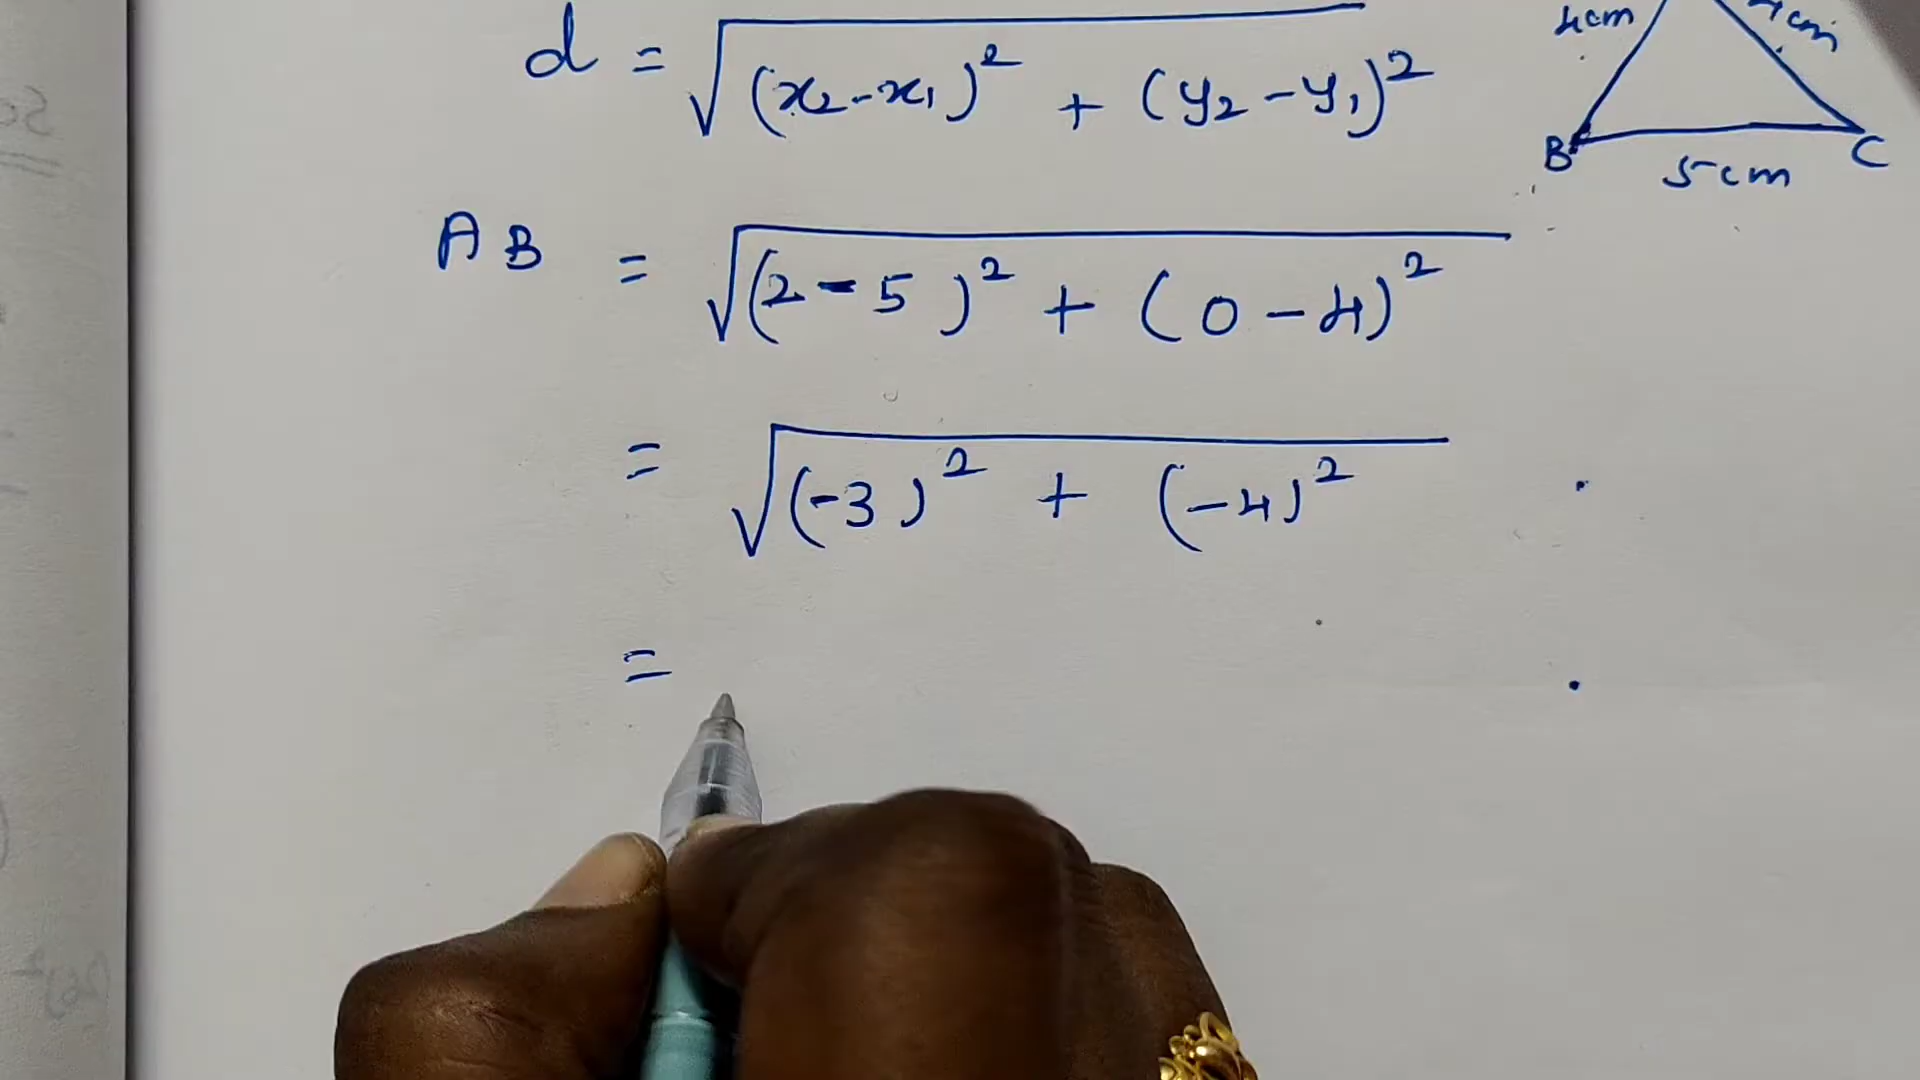 d = √(x₂-x₁)² + (y₂-y₁)²
4cm
4cm
B
C
5cm
AB = √(2-5)² + (0-4)²
= √(-3)² + (-4)²
=